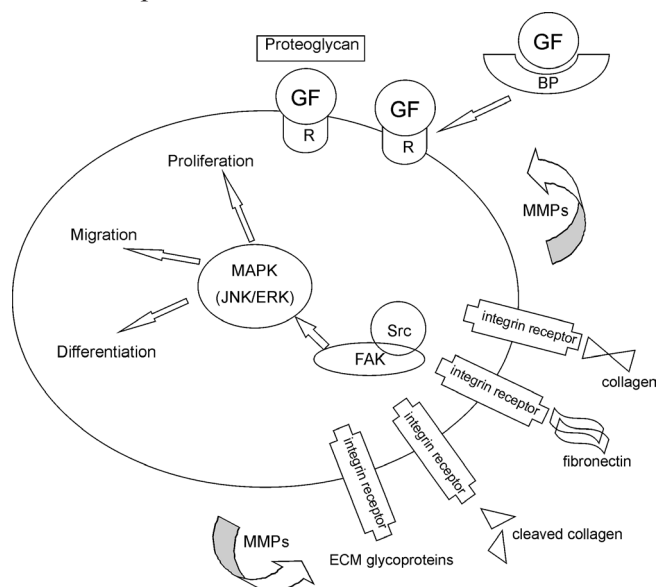 Proteoglycan
GF
R
GF
R
GF
BP
MMPs
Proliferation
Migration
MAPK
(JNK/ERK)
Differentiation
Src
FAK
integrin receptor
collagen
integrin receptor
fibronectin
integrin receptor
cleaved collagen
integrin receptor
ECM glycoproteins
MMPs